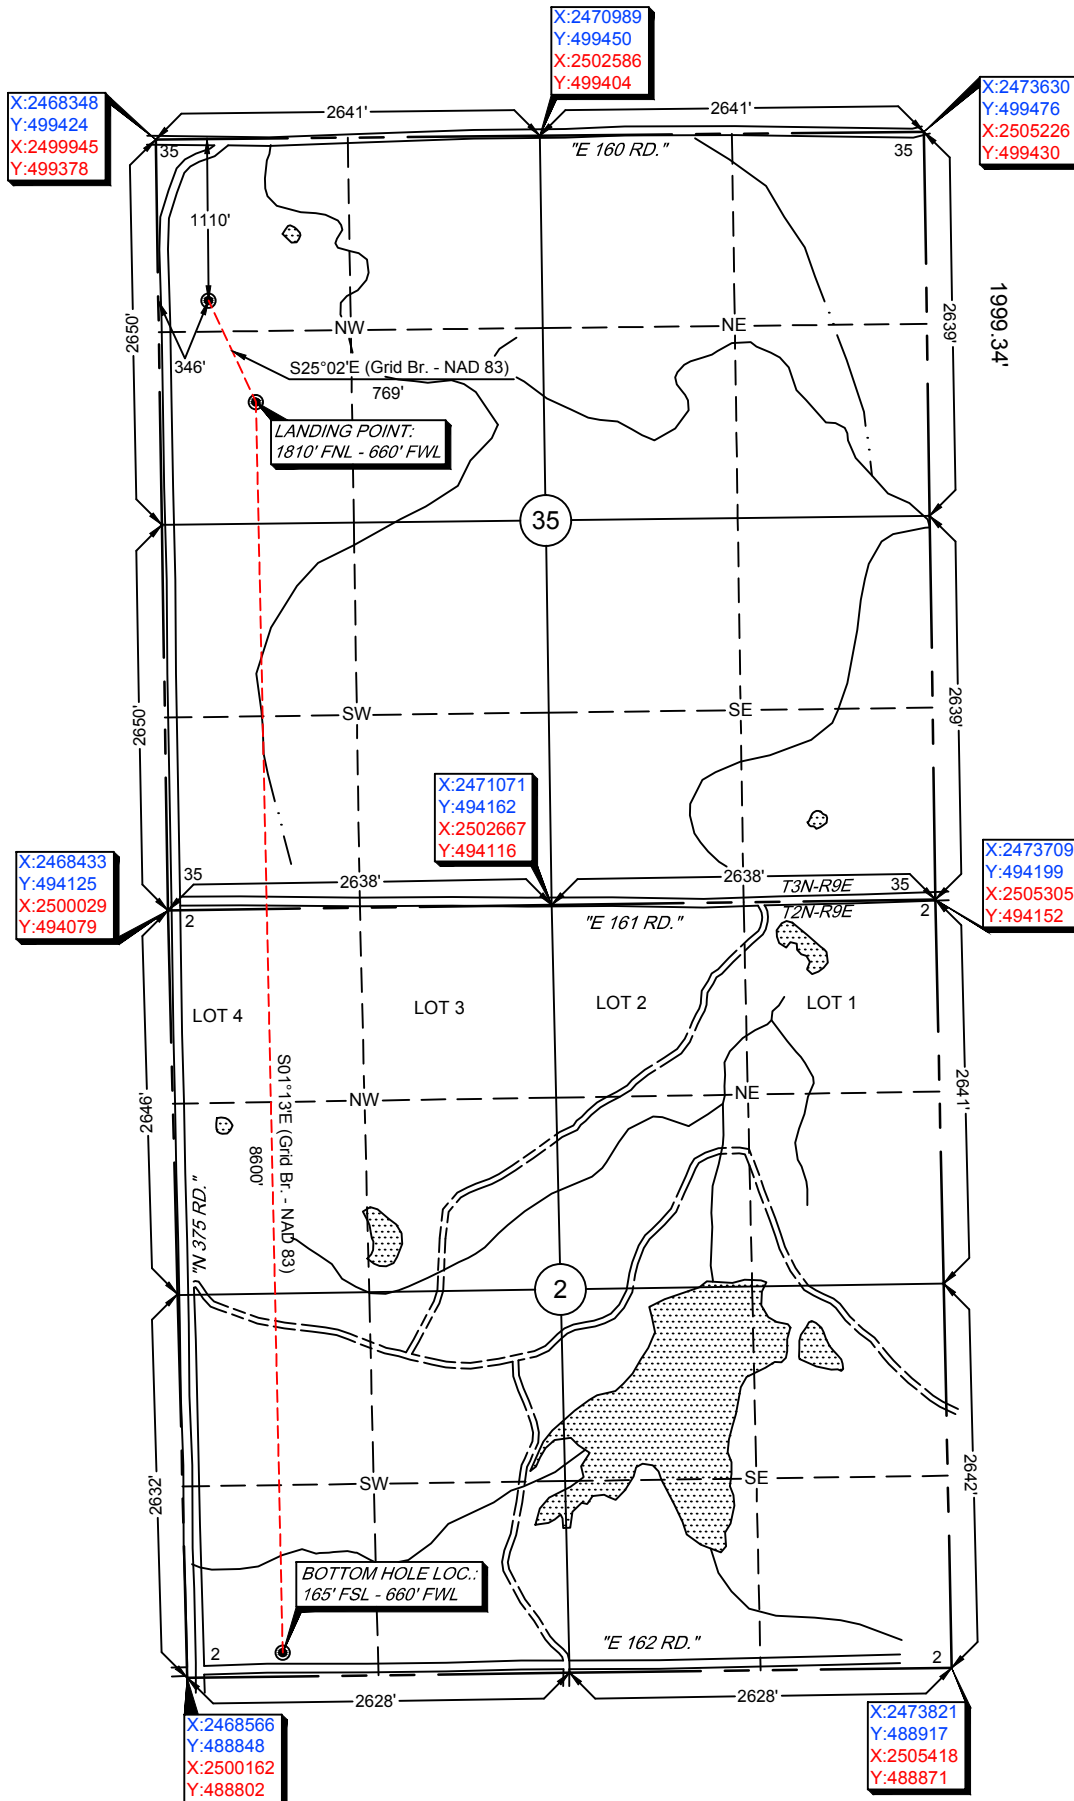 X:2470989
Y:499450
X:2502586
Y:499404
X:2468348
Y:499424
X:2499945
Y:499378
X:2473630
Y:499476
X:2505226
Y:499430
2641'
2641'
35
"E 160 RD."
35
1110'
2650'
2639'
1999.34'
NW
NE
346'
S25°02'E (Grid Br. - NAD 83)
769'
LANDING POINT:
1810' FNL - 660' FWL
35
2650'
SW
SE
2639'
X:2471071
Y:494162
X:2502667
Y:494116
X:2468433
Y:494125
X:2500029
Y:494079
X:2473709
Y:494199
X:2505305
Y:494152
35
2638'
2638'
T3N-R9E
35
2
"E 161 RD."
T2N-R9E
2
LOT 4
LOT 3
LOT 2
LOT 1
S01°13'E (Grid Br. - NAD 83)
8600'
2646'
NW
NE
2641'
"N 375 RD."
2
2632'
SW
SE
2642'
BOTTOM HOLE LOC.:
165' FSL - 660' FWL
2
"E 162 RD."
2
2628'
2628'
X:2468566
Y:488848
X:2500162
Y:488802
X:2473821
Y:488917
X:2505418
Y:488871